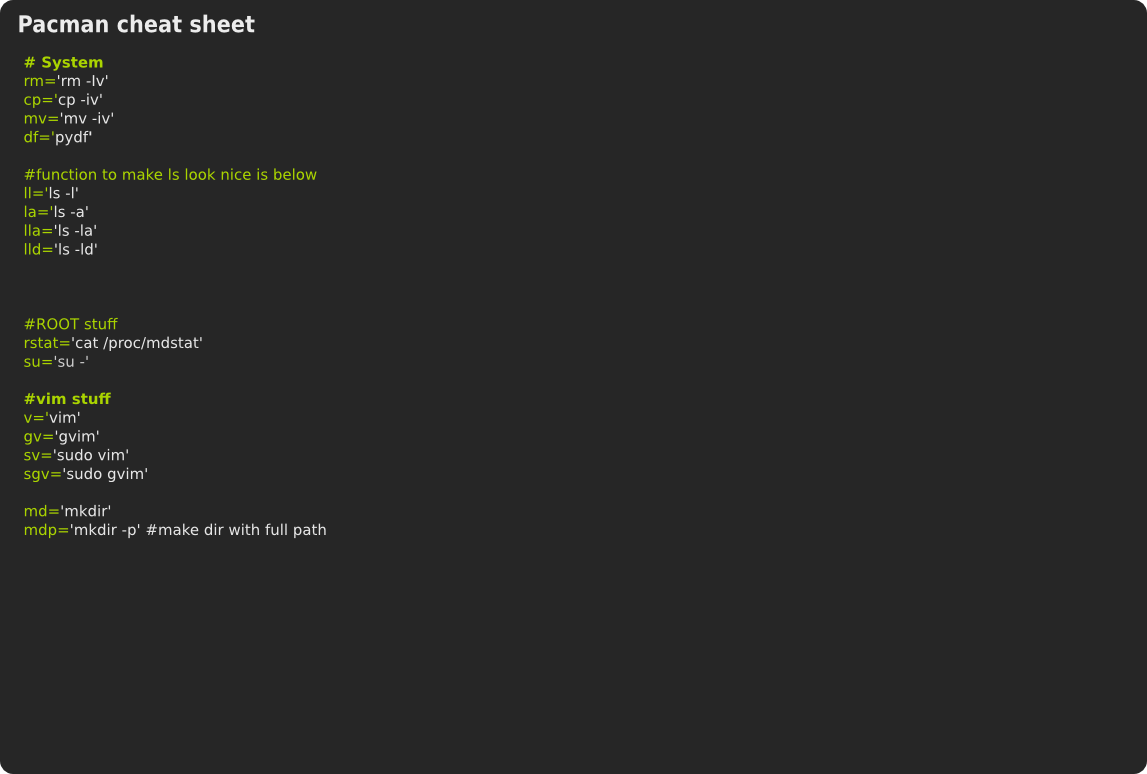 Pacman cheat sheet
# System
rm='rm -Iv'
cp='cp -iv'
mv='mv -iv'
df='pydf'
#function to make ls look nice is below
ll='ls -l'
la='ls -a'
lla='ls -la'
lld='ls -ld'
#ROOT stuff
rstat='cat /proc/mdstat'
su='su -'
#vim stuff
v='vim'
gv='gvim'
sv='sudo vim'
sgv='sudo gvim'
md='mkdir'
mdp='mkdir -p' #make dir with full path